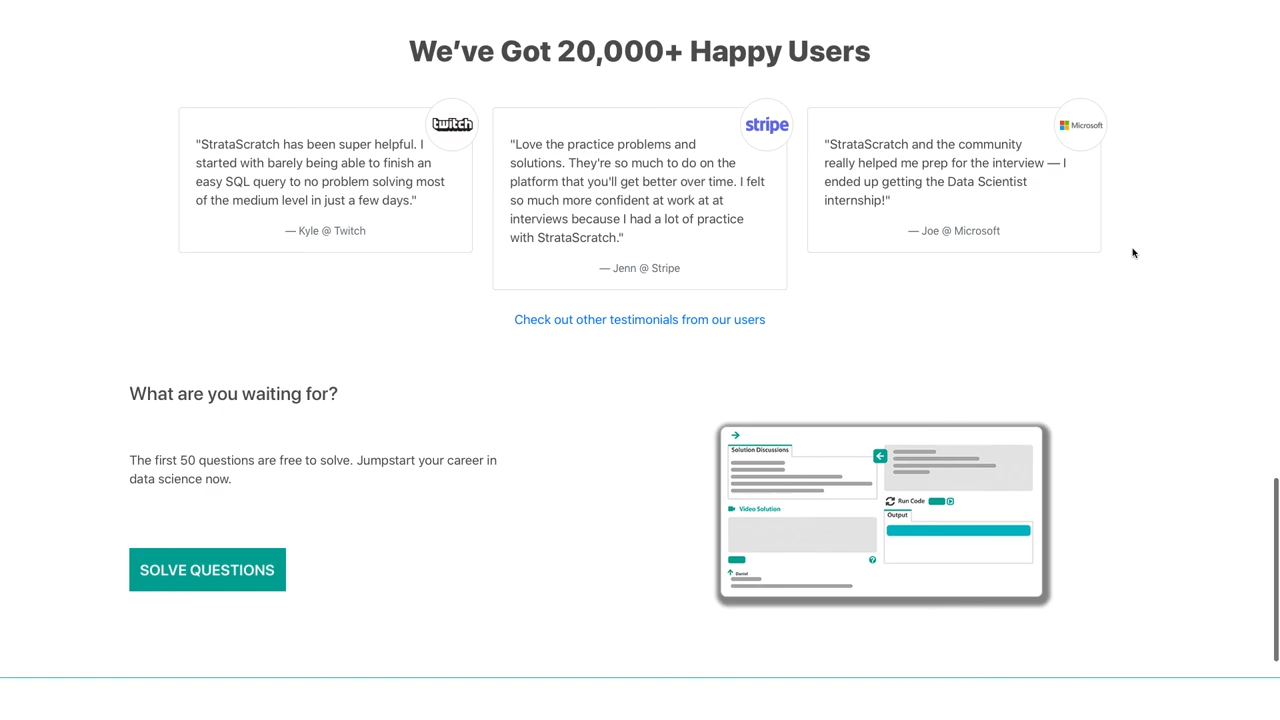 We've Got 20,000+ Happy Users
twitch
"StrataScratch has been super helpful. I
started with barely being able to finish an
easy SQL query to no problem solving most
of the medium level in just a few days."
— Kyle @ Twitch
stripe
"Love the practice problems and
solutions. They're so much to do on the
platform that you'll get better over time. I felt
so much more confident at work at at
interviews because I had a lot of practice
with StrataScratch."
— Jenn @ Stripe
Microsoft
"StrataScratch and the community
really helped me prep for the interview — I
ended up getting the Data Scientist
internship!"
— Joe @ Microsoft
Check out other testimonials from our users
What are you waiting for?
The first 50 questions are free to solve. Jumpstart your career in
data science now.
SOLVE QUESTIONS
Solution Discussions
Video Solution
Daniel
Run Code
Output